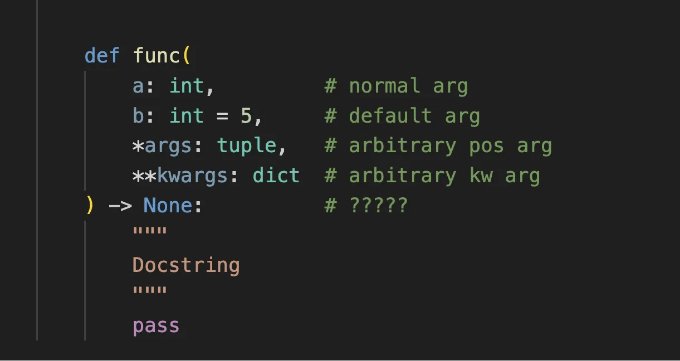 def func(
a: int, # normal arg
b: int = 5, # default arg
*args: tuple, # arbitrary pos arg
**kwargs: dict # arbitrary kw arg
) -> None: # ?????
"""
Docstring
"""
pass